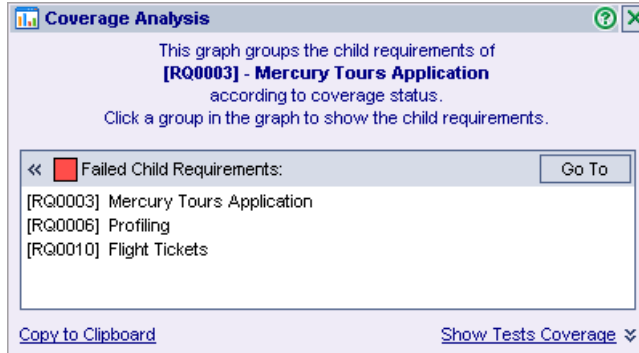 Coverage Analysis
This graph groups the child requirements of
[RQ0003] - Mercury Tours Application
according to coverage status.
Click a group in the graph to show the child requirements.
Failed Child Requirements:
Go To
[RQ0003] Mercury Tours Application
[RQ0006] Profiling
[RQ0010] Flight Tickets
Copy to Clipboard
Show Tests Coverage